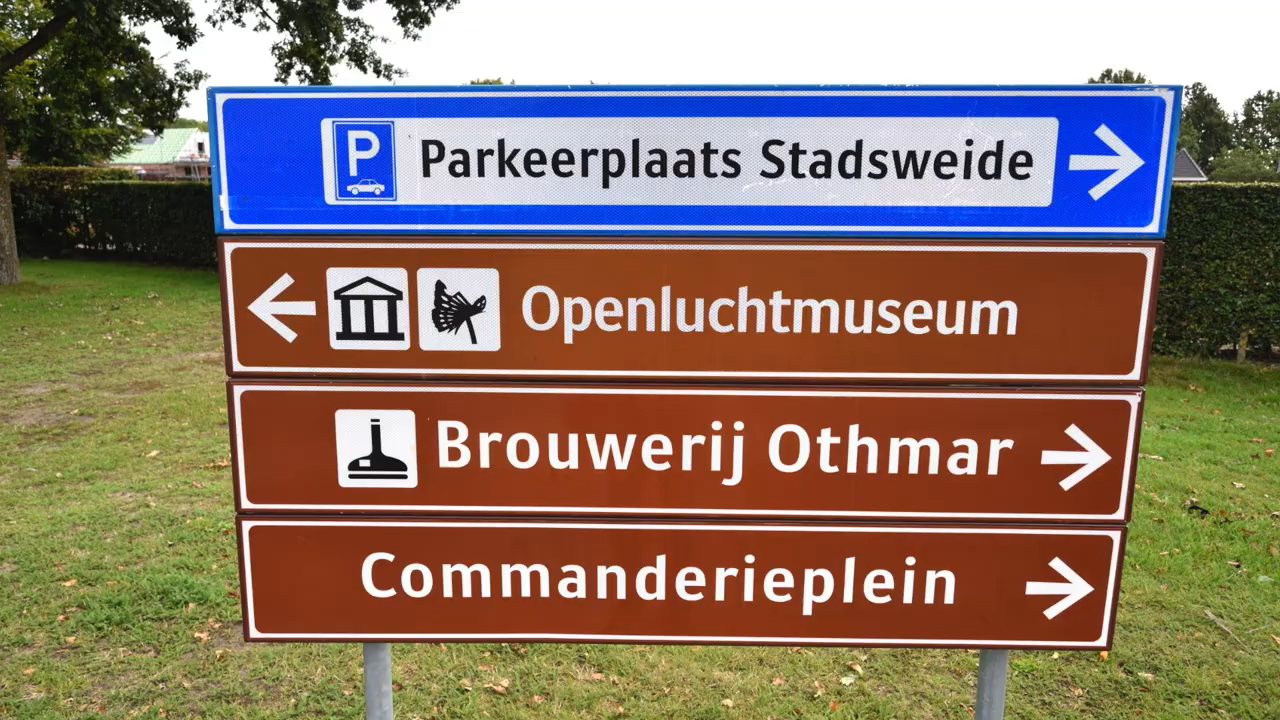 P Parkeerplaats Stadsweide
Openluchtmuseum
Brouwerij Othmar
Commanderieplein